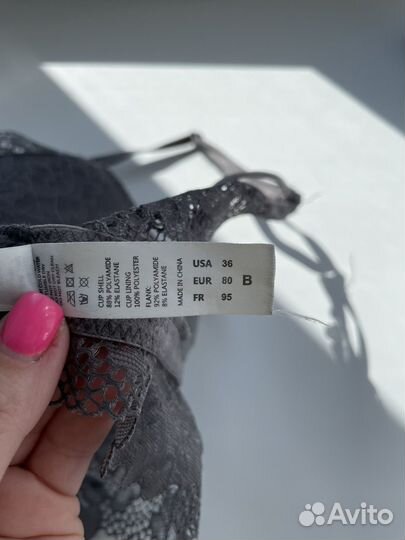 CUP SHELL
88% POLYAMIDE
12% ELASTANE
CUP LINING
100% POLYESTER
FLANK:
92% POLYAMIDE
8% ELASTANE
MADE IN CHINA
USA 36
EUR 80 B
FR 95
Avito